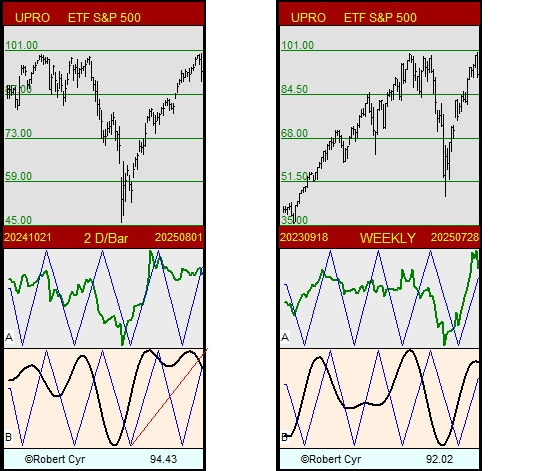 UPRO ETF S&P 500
101.00
87.00
73.00
59.00
45.00
20241021 2 D/Bar 20250801
A
B
©Robert Cyr 94.43
UPRO ETF S&P 500
101.00
84.50
68.00
51.50
35.00
20230918 WEEKLY 20250728
A
B
©Robert Cyr 92.02